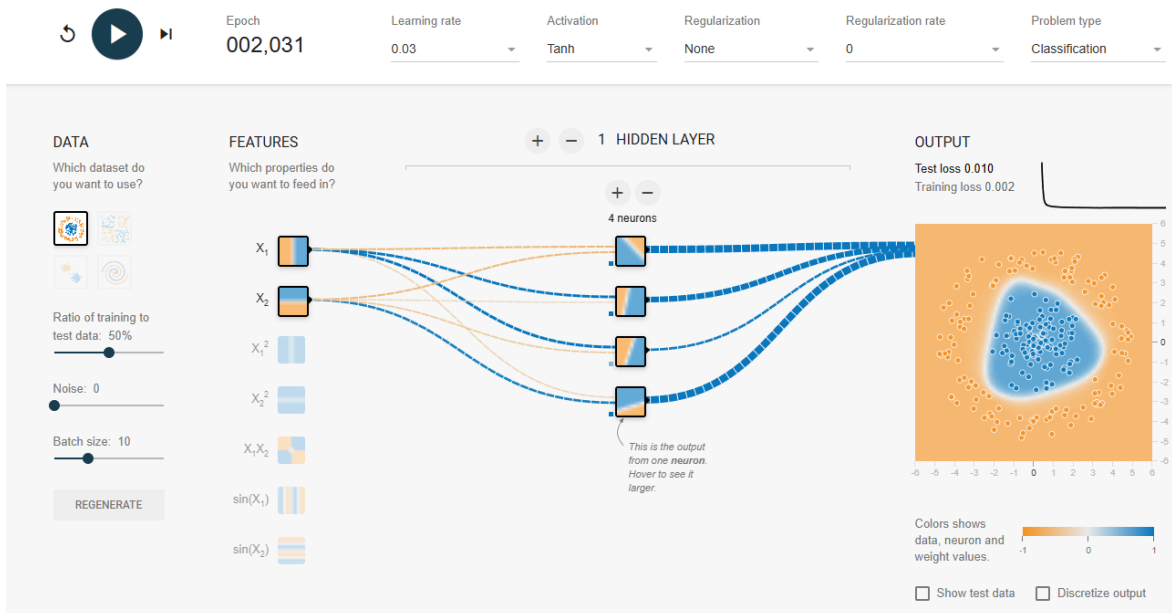 Epoch
002,031
Learning rate
0.03
Activation
Tanh
Regularization
None
Regularization rate
0
Problem type
Classification
DATA
Which dataset do
you want to use?
Ratio of training to
test data: 50%
Noise: 0
Batch size: 10
REGENERATE
FEATURES
Which properties do
you want to feed in?
X₁
X₂
X₁²
X₂²
X₁X₂
sin(X₁)
sin(X₂)
+ − 1 HIDDEN LAYER
+ −
4 neurons
This is the output
from one neuron.
Hover to see it
larger.
OUTPUT
Test loss 0.010
Training loss 0.002
6
5
4
3
2
1
0
-1
-2
-3
-4
-5
-6
-6 -5 -4 -3 -2 -1 0 1 2 3 4 5 6
Colors shows
data, neuron and
weight values.
-1 0 1
Show test data
Discretize output